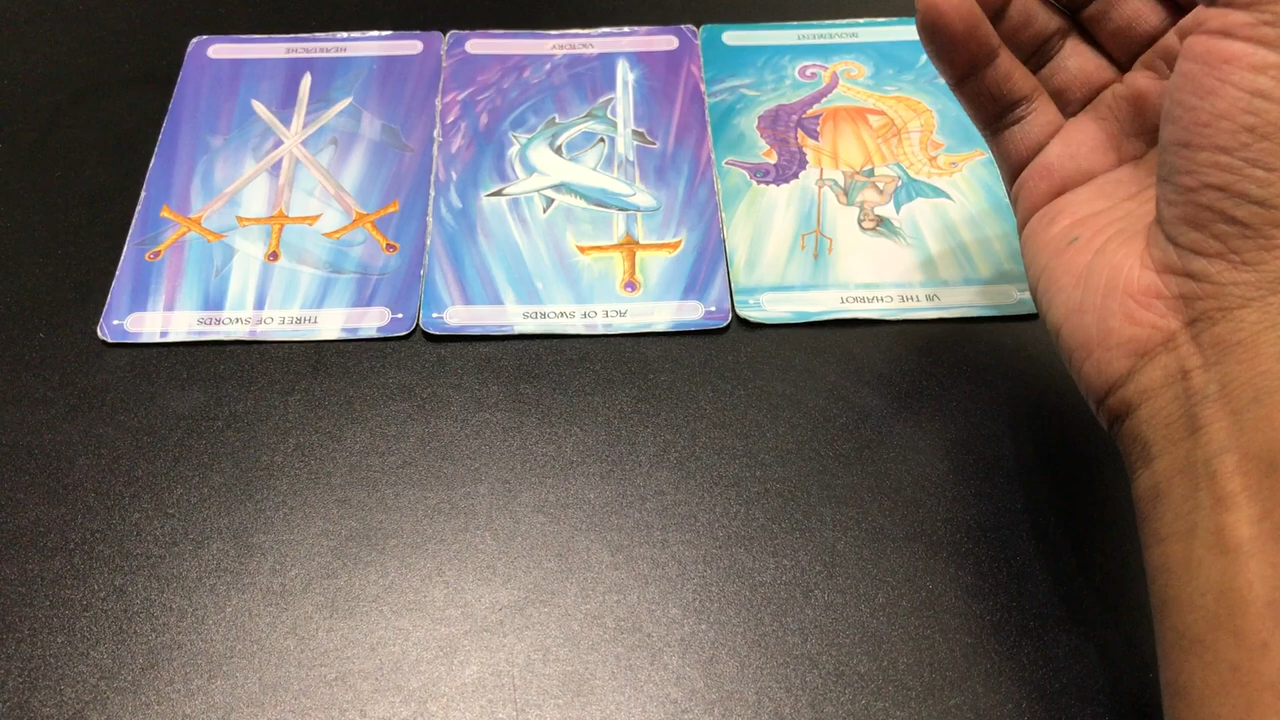 HEARTACHE
VICTORY
MOVEMENT
THREE OF SWORDS
ACE OF SWORDS
VII THE CHARIOT